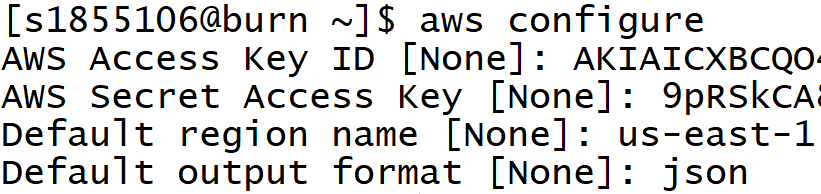 [s1855106@burn ~]$ aws configure
AWS Access Key ID [None]: AKIAICXBCQO4
AWS Secret Access Key [None]: 9pRSkCA8
Default region name [None]: us-east-1
Default output format [None]: json